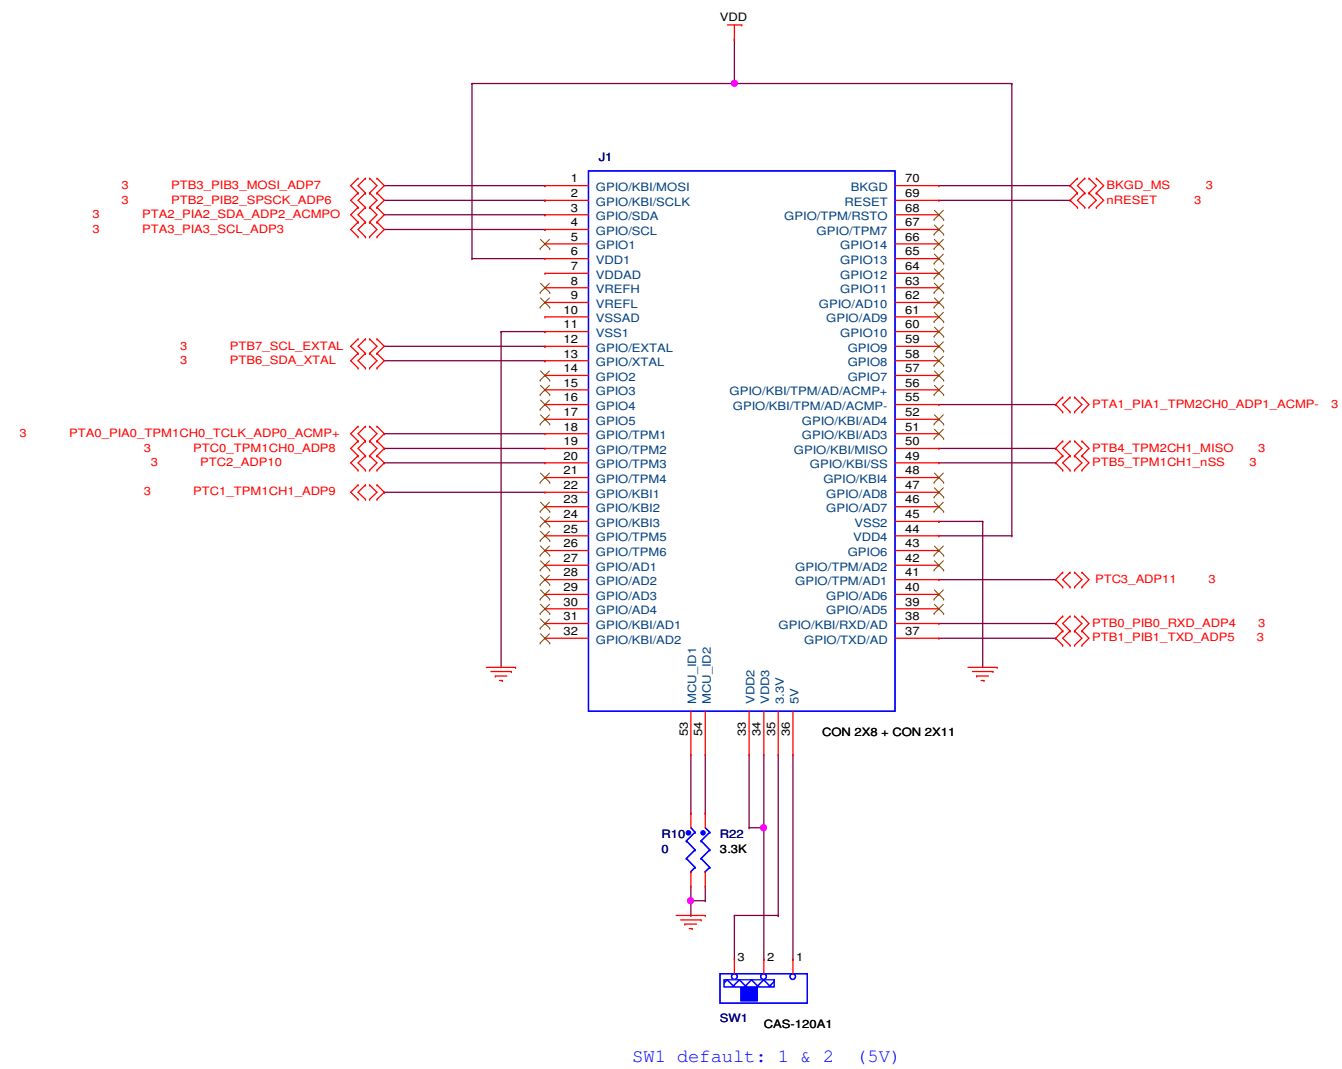 VDD
J1
3 PTB3_PIB3_MOSI_ADP7 1 GPIO/KBI/MOSI BKGD 70 BKGD_MS 3
3 PTB2_PIB2_SPSCK_ADP6 2 GPIO/KBI/SCLK RESET 69 nRESET 3
3 PTA2_PIA2_SDA_ADP2_ACMPO 3 GPIO/SDA GPIO/TPM/RSTO 68
3 PTA3_PIA3_SCL_ADP3 4 GPIO/SCL GPIO/TPM7 67
5 GPIO1 GPIO14 66
6 VDD1 GPIO13 65
7 VDDAD GPIO12 64
8 VREFH GPIO11 63
9 VREFL GPIO/AD10 62
10 VSSAD GPIO/AD9 61
11 VSS1 GPIO10 60
3 PTB7_SCL_EXTAL 12 GPIO/EXTAL GPIO9 59
3 PTB6_SDA_XTAL 13 GPIO/XTAL GPIO8 58
14 GPIO2 GPIO7 57
15 GPIO3 GPIO/KBI/TPM/AD/ACMP+ 56
16 GPIO4 GPIO/KBI/TPM/AD/ACMP- 55 PTA1_PIA1_TPM2CH0_ADP1_ACMP- 3
17 GPIO5 GPIO/KBI/AD4 52
3 PTA0_PIA0_TPM1CH0_TCLK_ADP0_ACMP+ 18 GPIO/TPM1 GPIO/KBI/AD3 51
3 PTC0_TPM1CH0_ADP8 19 GPIO/TPM2 GPIO/KBI/MISO 50 PTB4_TPM2CH1_MISO 3
3 PTC2_ADP10 20 GPIO/TPM3 GPIO/KBI/SS 49 PTB5_TPM1CH1_nSS 3
21 GPIO/TPM4 GPIO/KBI4 48
3 PTC1_TPM1CH1_ADP9 22 GPIO/KBI1 GPIO/AD8 47
23 GPIO/KBI2 GPIO/AD7 46
24 GPIO/KBI3 VSS2 45
25 GPIO/TPM5 VDD4 44
26 GPIO/TPM6 GPIO6 43
27 GPIO/AD1 GPIO/TPM/AD2 42
28 GPIO/AD2 GPIO/TPM/AD1 41 PTC3_ADP11 3
29 GPIO/AD3 GPIO/AD6 40
30 GPIO/AD4 GPIO/AD5 39
31 GPIO/KBI/AD1 GPIO/KBI/RXD/AD 38 PTB0_PIB0_RXD_ADP4 3
32 GPIO/KBI/AD2 GPIO/TXD/AD 37 PTB1_PIB1_TXD_ADP5 3
MCU_ID1 MCU_ID2 VDD2 VDD3 3.3V 5V
53 54 33 34 35 36
CON 2X8 + CON 2X11
R10 R22
0 3.3K
3 2 1
SW1 CAS-120A1
SW1 default: 1 & 2 (5V)